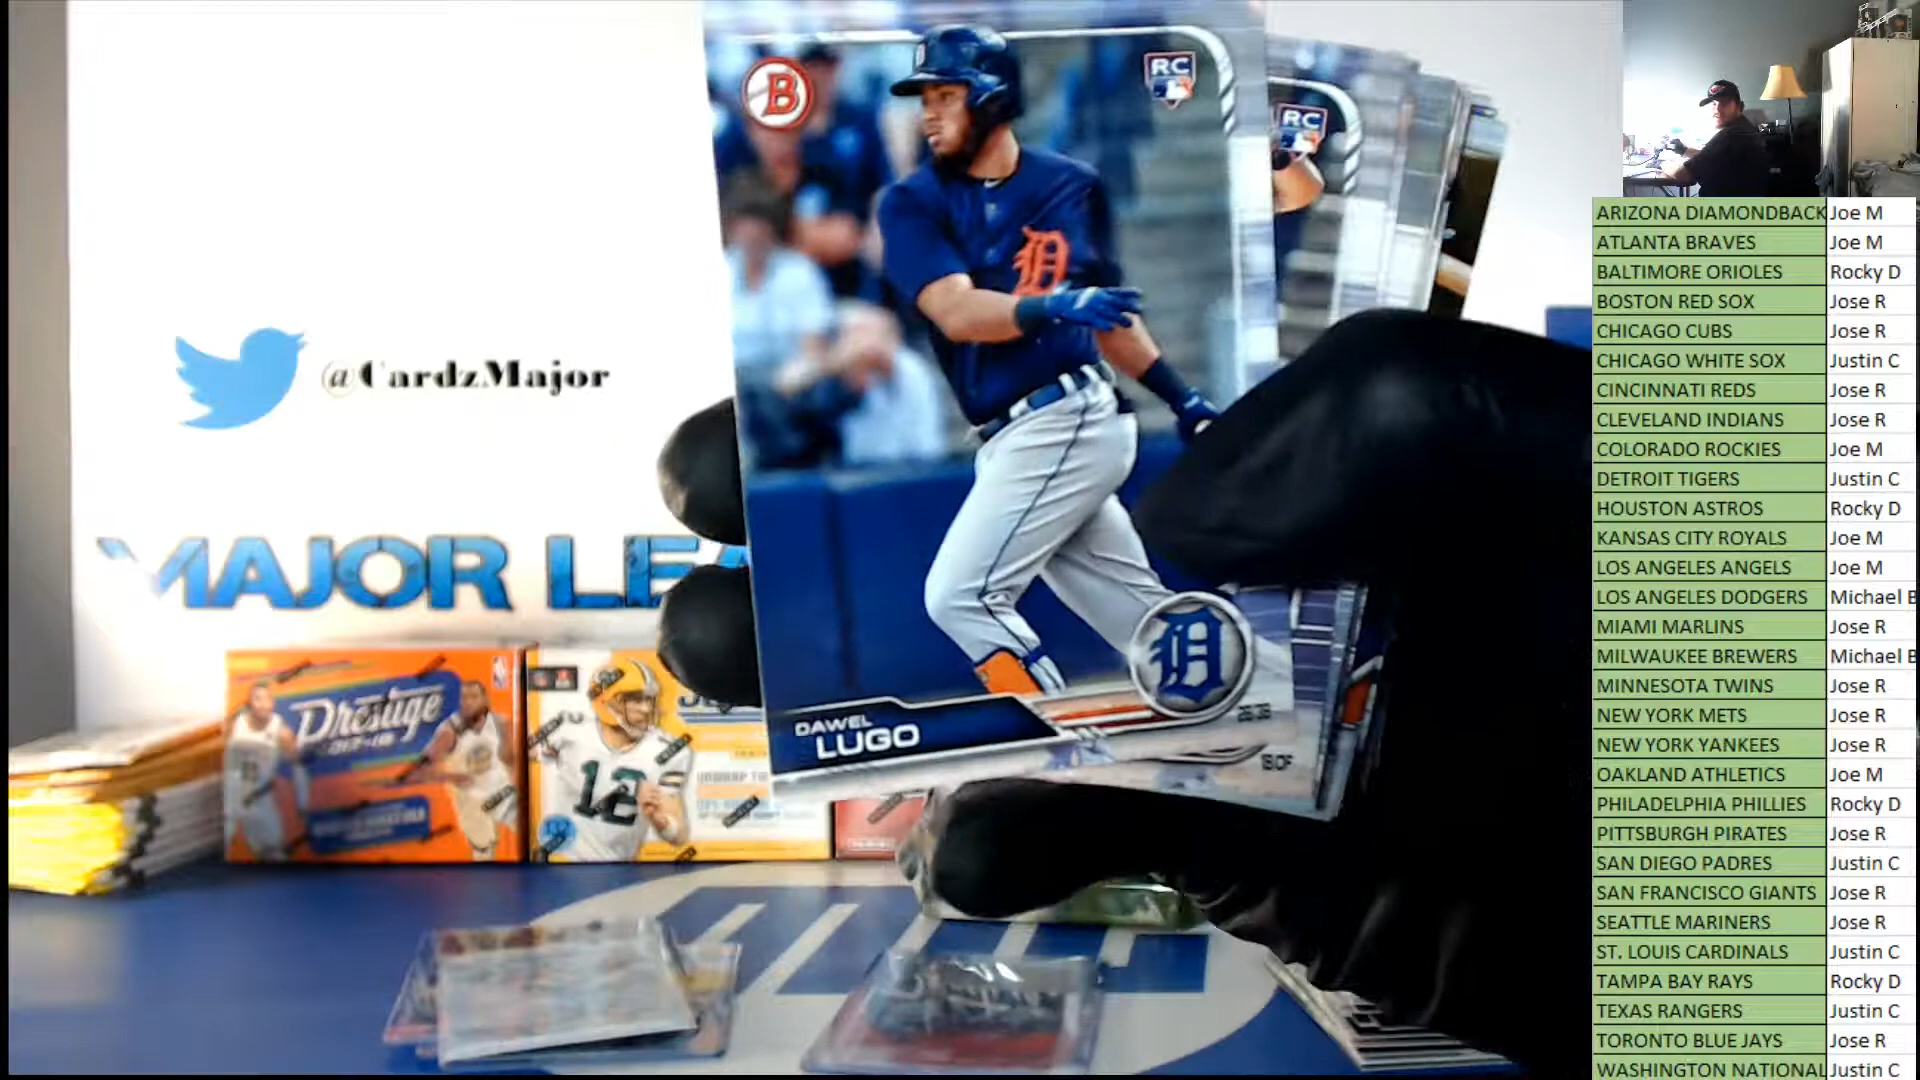 B
RC
RC
@CardzMajor
MAJOR LEA
Prestige
12
DAWEL
LUGO
ARIZONA DIAMONDBACK Joe M
ATLANTA BRAVES Joe M
BALTIMORE ORIOLES Rocky D
BOSTON RED SOX Jose R
CHICAGO CUBS Jose R
CHICAGO WHITE SOX Justin C
CINCINNATI REDS Jose R
CLEVELAND INDIANS Jose R
COLORADO ROCKIES Joe M
DETROIT TIGERS Justin C
HOUSTON ASTROS Rocky D
KANSAS CITY ROYALS Joe M
LOS ANGELES ANGELS Joe M
LOS ANGELES DODGERS Michael B
MIAMI MARLINS Jose R
MILWAUKEE BREWERS Michael B
MINNESOTA TWINS Jose R
NEW YORK METS Jose R
NEW YORK YANKEES Jose R
OAKLAND ATHLETICS Joe M
PHILADELPHIA PHILLIES Rocky D
PITTSBURGH PIRATES Jose R
SAN DIEGO PADRES Justin C
SAN FRANCISCO GIANTS Jose R
SEATTLE MARINERS Jose R
ST. LOUIS CARDINALS Justin C
TAMPA BAY RAYS Rocky D
TEXAS RANGERS Justin C
TORONTO BLUE JAYS Jose R
WASHINGTON NATIONAL Justin C